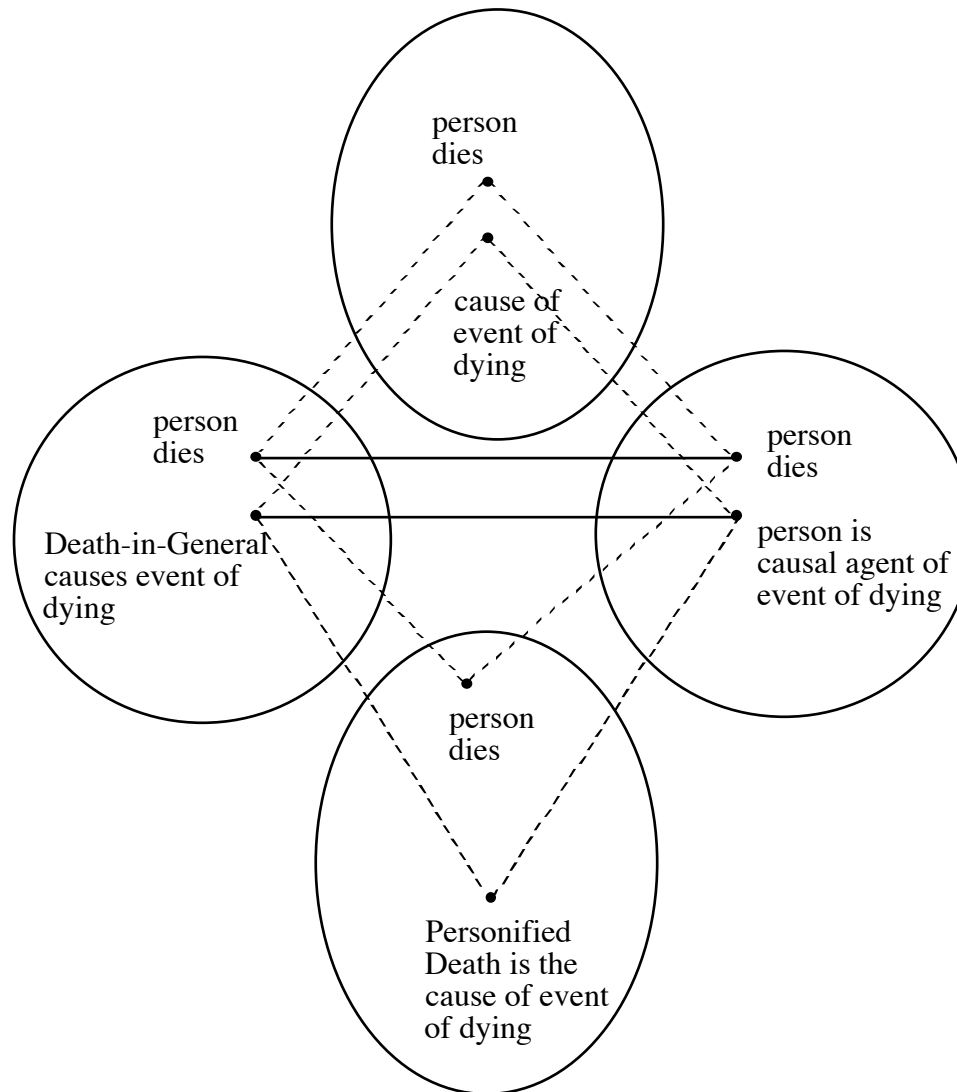 person
dies
cause of
event of
dying
person
dies
Death-in-General
causes event of
dying
person
dies
person is
causal agent of
event of dying
person
dies
Personified
Death is the
cause of event
of dying